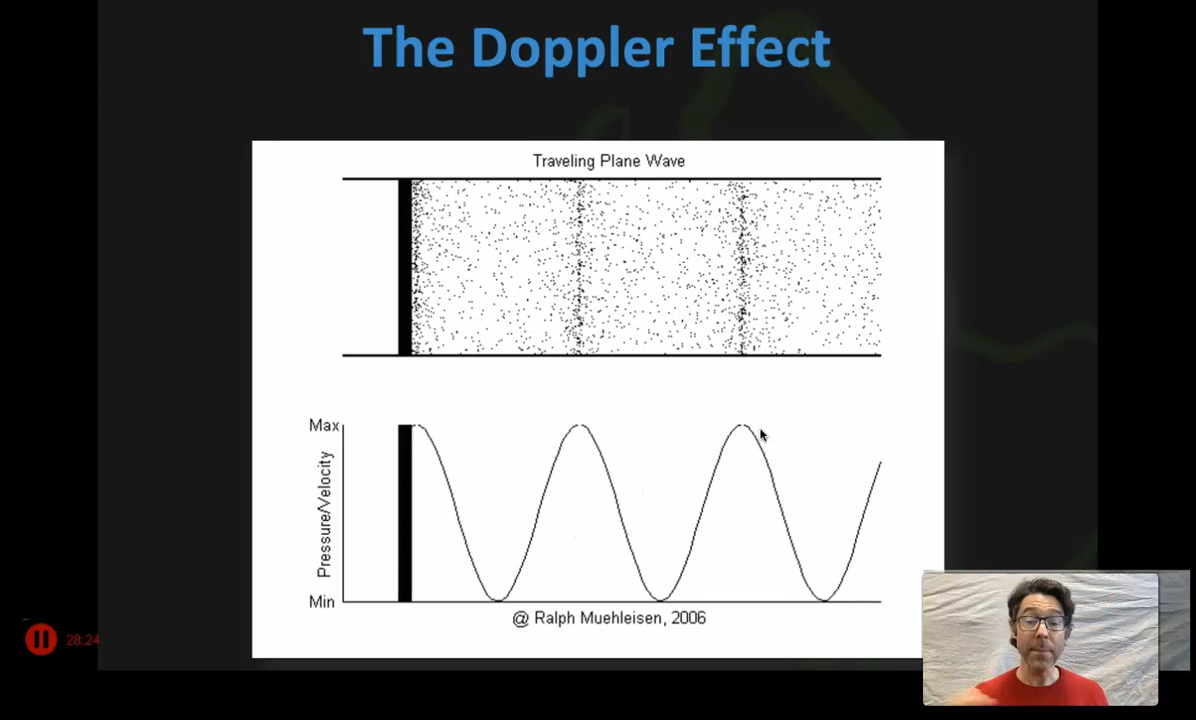 The Doppler Effect
Traveling Plane Wave
Max
Pressure/Velocity
Min
@ Ralph Muehleisen, 2006
28:24